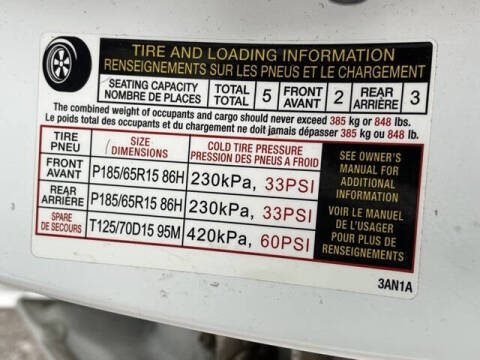 TIRE AND LOADING INFORMATION
RENSEIGNEMENTS SUR LES PNEUS ET LE CHARGEMENT
SEATING CAPACITY TOTAL 5 FRONT 2 REAR 3
NOMBRE DE PLACES TOTAL AVANT ARRIÈRE
The combined weight of occupants and cargo should never exceed 385 kg or 848 lbs.
Le poids total des occupants et du chargement ne doit jamais dépasser 385 kg ou 848 lb.
TIRE SIZE COLD TIRE PRESSURE
PNEU DIMENSIONS PRESSION DES PNEUS A FROID
FRONT
AVANT P185/65R15 86H 230kPa, 33PSI
REAR
ARRIÈRE P185/65R15 86H 230kPa, 33PSI
SPARE
DE SECOURS T125/70D15 95M 420kPa, 60PSI
SEE OWNER'S
MANUAL FOR
ADDITIONAL
INFORMATION
VOIR LE MANUEL
DE L'USAGER
POUR PLUS DE
RENSEIGNEMENTS
3AN1A